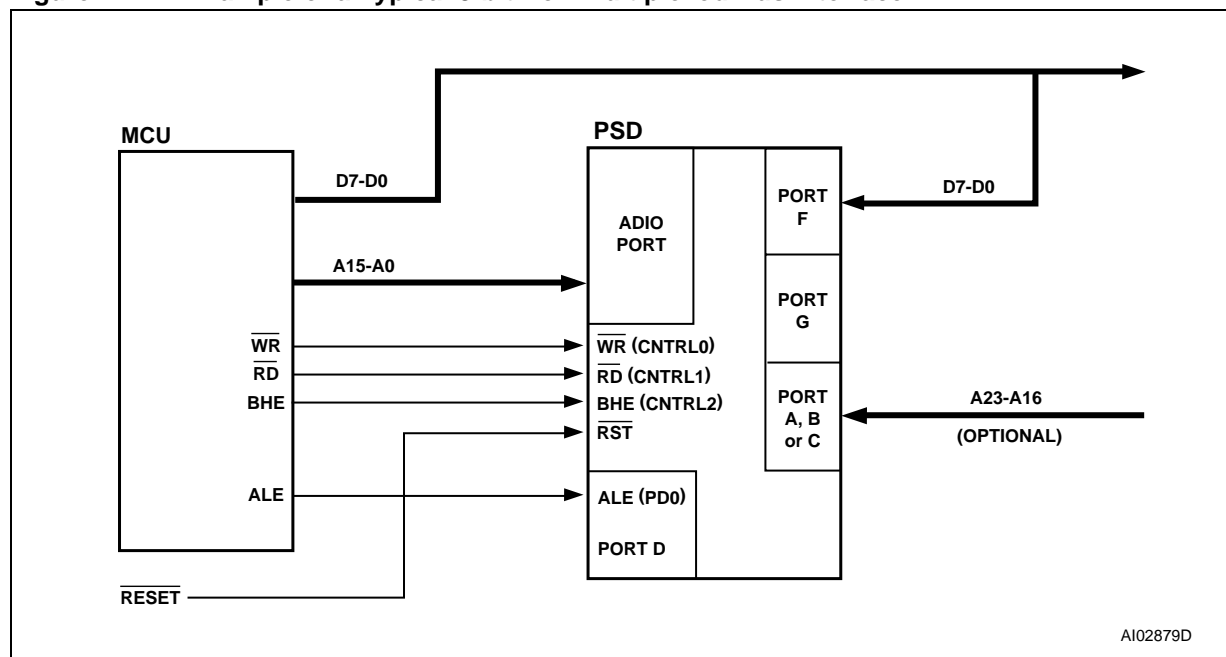 MCU
PSD
D7-D0
D7-D0
ADIO
PORT
PORT
F
A15-A0
PORT
G
WR
WR (CNTRL0)
RD
RD (CNTRL1)
BHE
BHE (CNTRL2)
RST
PORT
A, B
or C
A23-A16
(OPTIONAL)
ALE
ALE (PD0)
PORT D
RESET
AI02879D